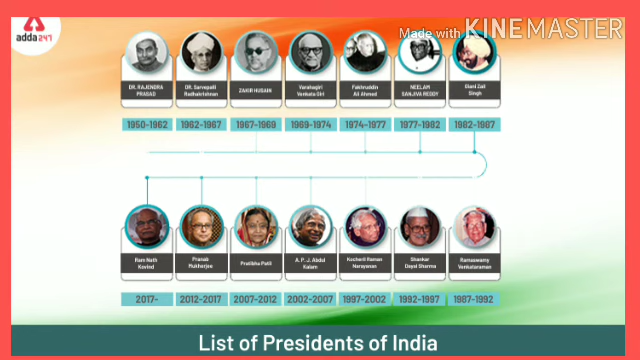 adda247
Made with KINEMASTER
DR. RAJENDRA
PRASAD
DR. Sarvepali
Radhakrishnan
ZAKIR HUSAIN
Varahagiri
Venkata Giri
Fakhruddin
Ali Ahmed
NEELAM
SANJIVA REDDY
Giani Zail
Singh
1950-1962
1962-1967
1967-1969
1969-1974
1974-1977
1977-1982
1982-1987
Ram Nath
Kovind
Pranab
Mukherjee
Pratibha Patil
A. P. J. Abdul
Kalam
Kocheril Raman
Narayanan
Shankar
Dayal Sharma
Ramaswamy
Venkataraman
2017-
2012-2017
2007-2012
2002-2007
1997-2002
1992-1997
1987-1992
List of Presidents of India